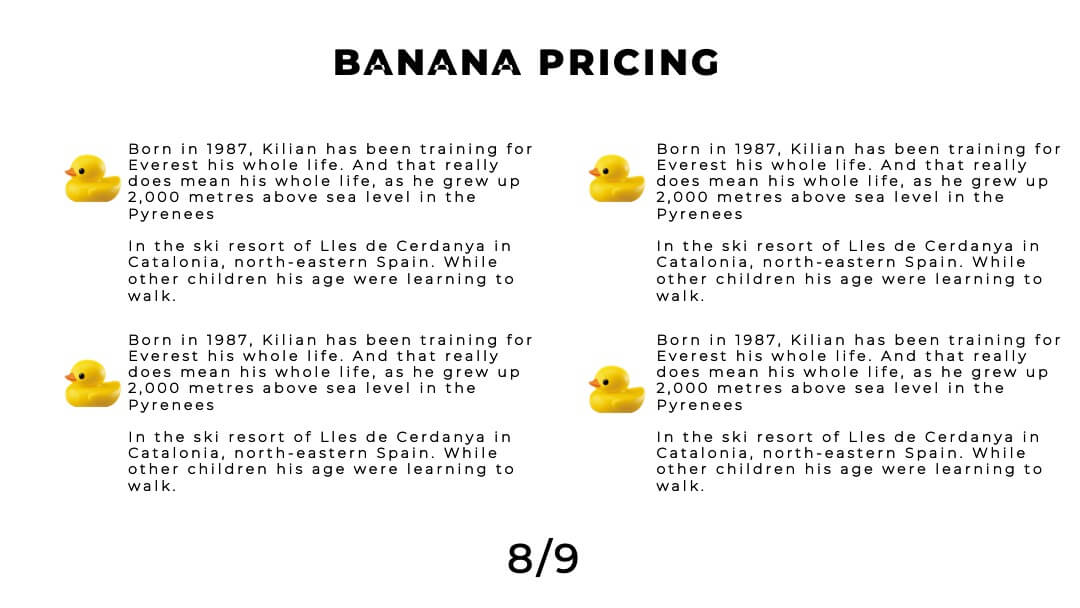 BANANA PRICING
Born in 1987, Kilian has been training for
Everest his whole life. And that really
does mean his whole life, as he grew up
2,000 metres above sea level in the
Pyrenees
In the ski resort of Lles de Cerdanya in
Catalonia, north-eastern Spain. While
other children his age were learning to
walk.
Born in 1987, Kilian has been training for
Everest his whole life. And that really
does mean his whole life, as he grew up
2,000 metres above sea level in the
Pyrenees
In the ski resort of Lles de Cerdanya in
Catalonia, north-eastern Spain. While
other children his age were learning to
walk.
Born in 1987, Kilian has been training for
Everest his whole life. And that really
does mean his whole life, as he grew up
2,000 metres above sea level in the
Pyrenees
In the ski resort of Lles de Cerdanya in
Catalonia, north-eastern Spain. While
other children his age were learning to
walk.
Born in 1987, Kilian has been training for
Everest his whole life. And that really
does mean his whole life, as he grew up
2,000 metres above sea level in the
Pyrenees
In the ski resort of Lles de Cerdanya in
Catalonia, north-eastern Spain. While
other children his age were learning to
walk.
8/9